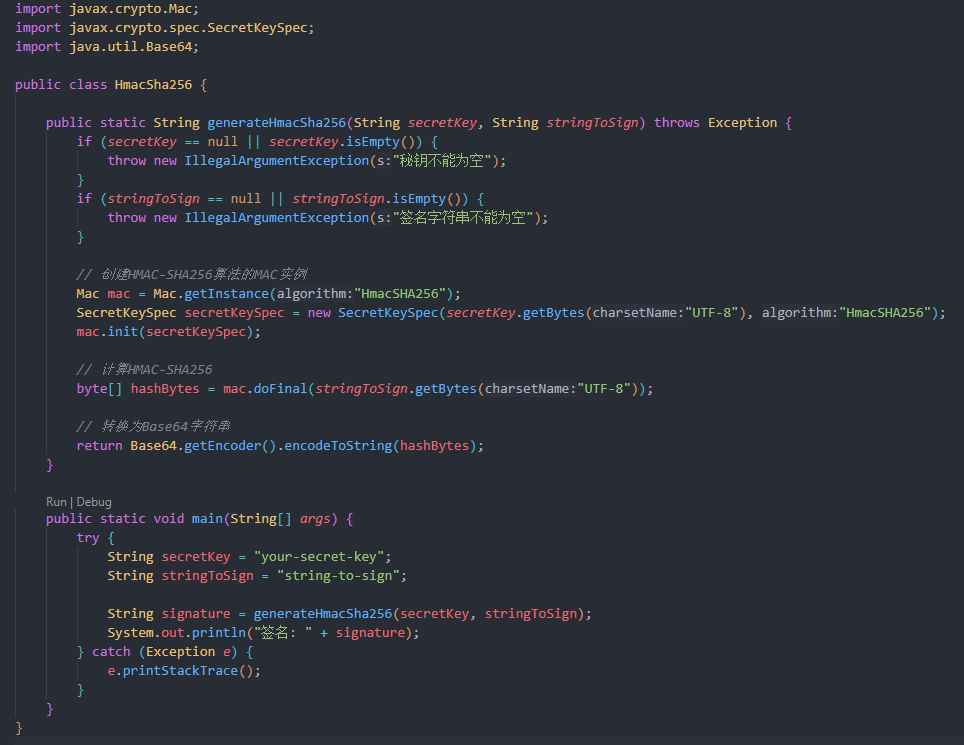 import javax.crypto.Mac;
import javax.crypto.spec.SecretKeySpec;
import java.util.Base64;
public class HmacSha256 {
public static String generateHmacSha256(String secretKey, String stringToSign) throws Exception {
if (secretKey == null || secretKey.isEmpty()) {
throw new IllegalArgumentException(s:"秘钥不能为空");
}
if (stringToSign == null || stringToSign.isEmpty()) {
throw new IllegalArgumentException(s:"签名字符串不能为空");
}
// 创建HMAC-SHA256算法的MAC实例
Mac mac = Mac.getInstance(algorithm:"HmacSHA256");
SecretKeySpec secretKeySpec = new SecretKeySpec(secretKey.getBytes(charsetName:"UTF-8"), algorithm:"HmacSHA256");
mac.init(secretKeySpec);
// 计算HMAC-SHA256
byte[] hashBytes = mac.doFinal(stringToSign.getBytes(charsetName:"UTF-8"));
// 转换为Base64字符串
return Base64.getEncoder().encodeToString(hashBytes);
}
Run | Debug
public static void main(String[] args) {
try {
String secretKey = "your-secret-key";
String stringToSign = "string-to-sign";
String signature = generateHmacSha256(secretKey, stringToSign);
System.out.println("签名: " + signature);
} catch (Exception e) {
e.printStackTrace();
}
}
}